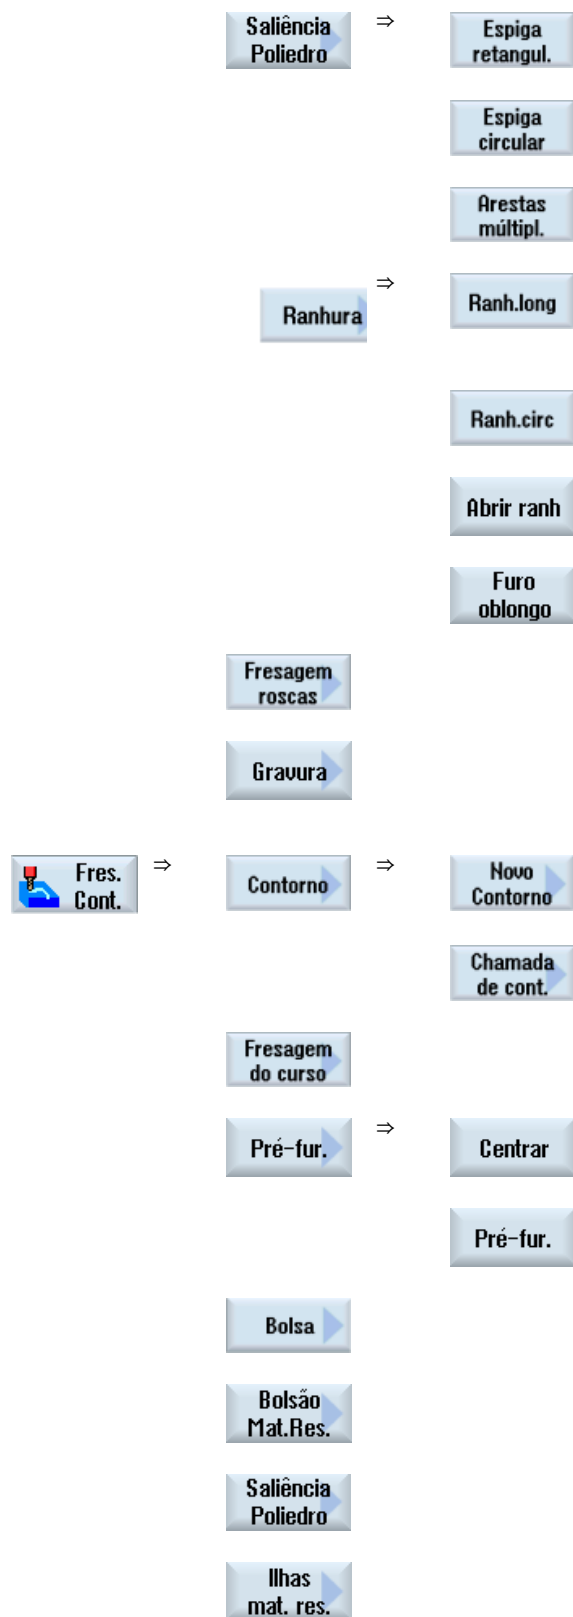 Saliência
Poliedro
⇒
Espiga
retangul.
Espiga
circular
Arestas
múltipl.
Ranhura
⇒
Ranh.long
Ranh.circ
Abrir ranh
Furo
oblongo
Fresagem
roscas
Gravura
Fres.
Cont.
⇒
Contorno
⇒
Novo
Contorno
Chamada
de cont.
Fresagem
do curso
Pré-fur.
⇒
Centrar
Pré-fur.
Bolsa
Bolsão
Mat.Res.
Saliência
Poliedro
Ilhas
mat. res.